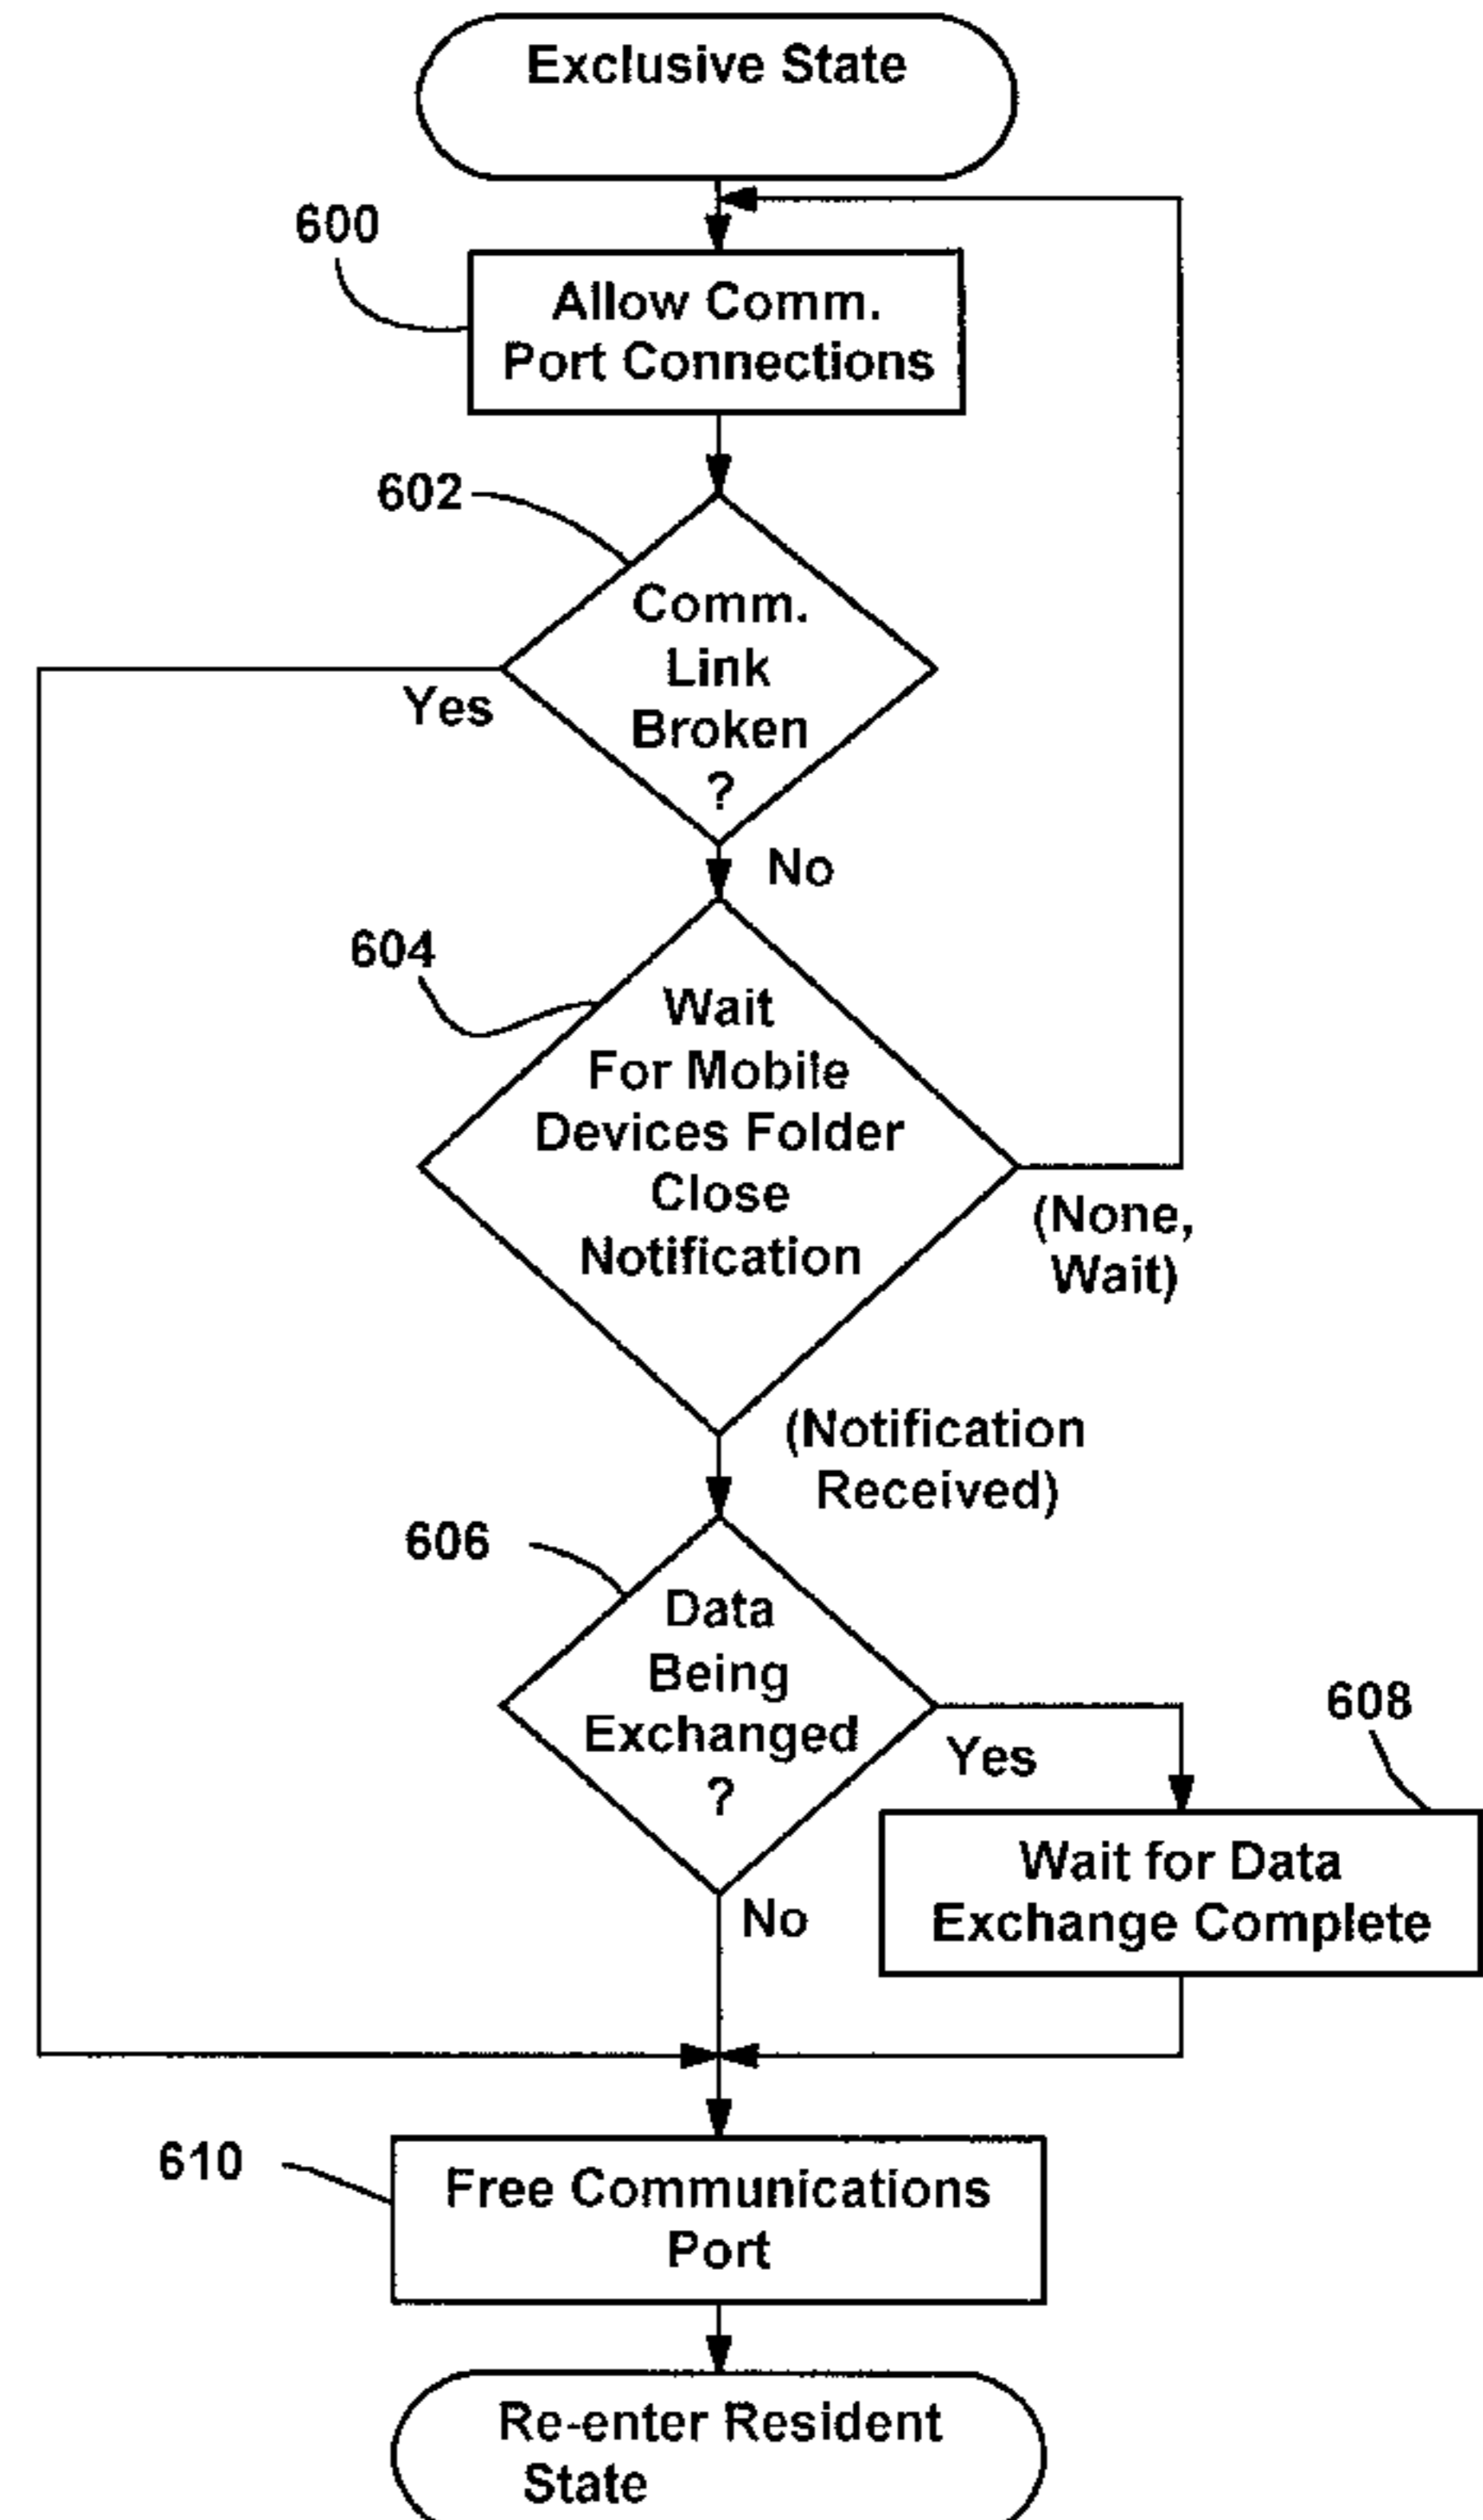 Exclusive State
600
Allow Comm.
Port Connections
602
Comm.
Link
Broken
?
Yes
No
604
Wait
For Mobile
Devices Folder
Close
Notification
(None,
Wait)
(Notification
Received)
606
Data
Being
Exchanged
?
Yes
608
Wait for Data
Exchange Complete
No
610
Free Communications
Port
Re-enter Resident
State